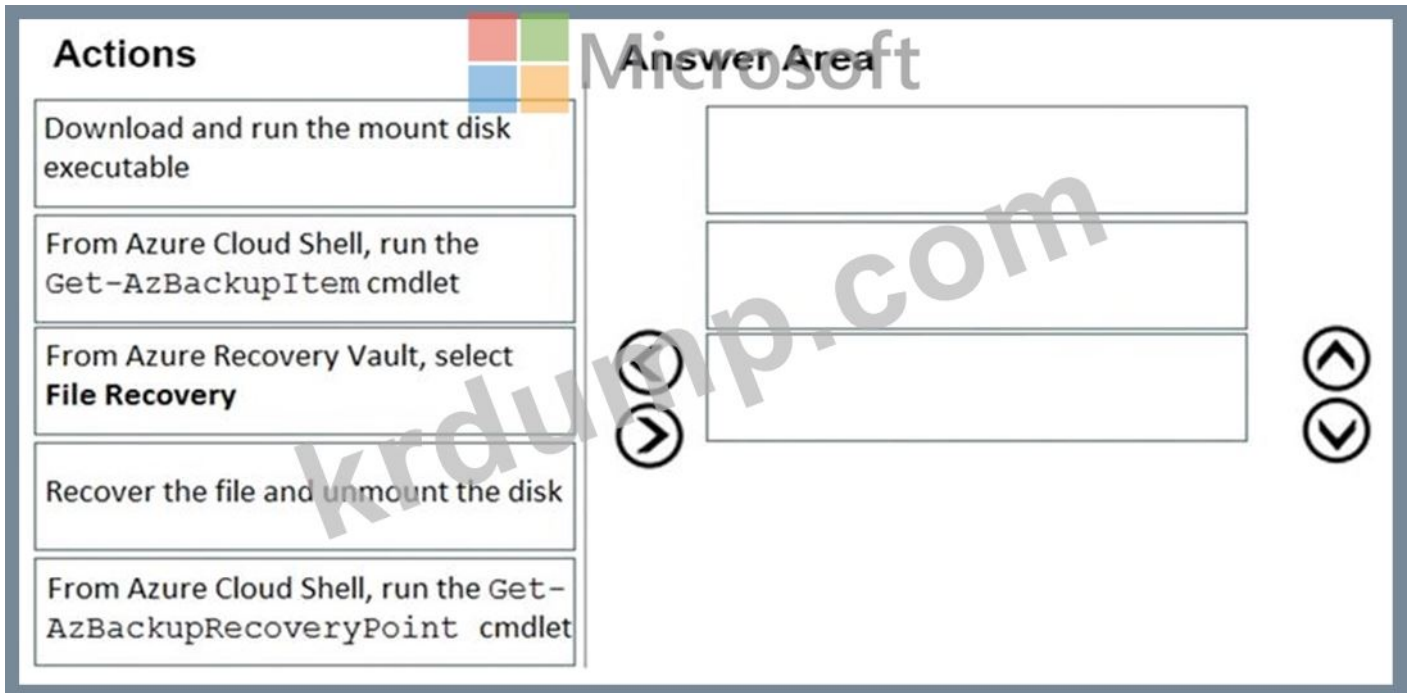 Actions
Microsoft
Answer Area
Download and run the mount disk
executable
From Azure Cloud Shell, run the
Get-AzBackupItem cmdlet
From Azure Recovery Vault, select
File Recovery
Recover the file and unmount the disk
From Azure Cloud Shell, run the Get-
AzBackupRecoveryPoint cmdlet
krdump.com